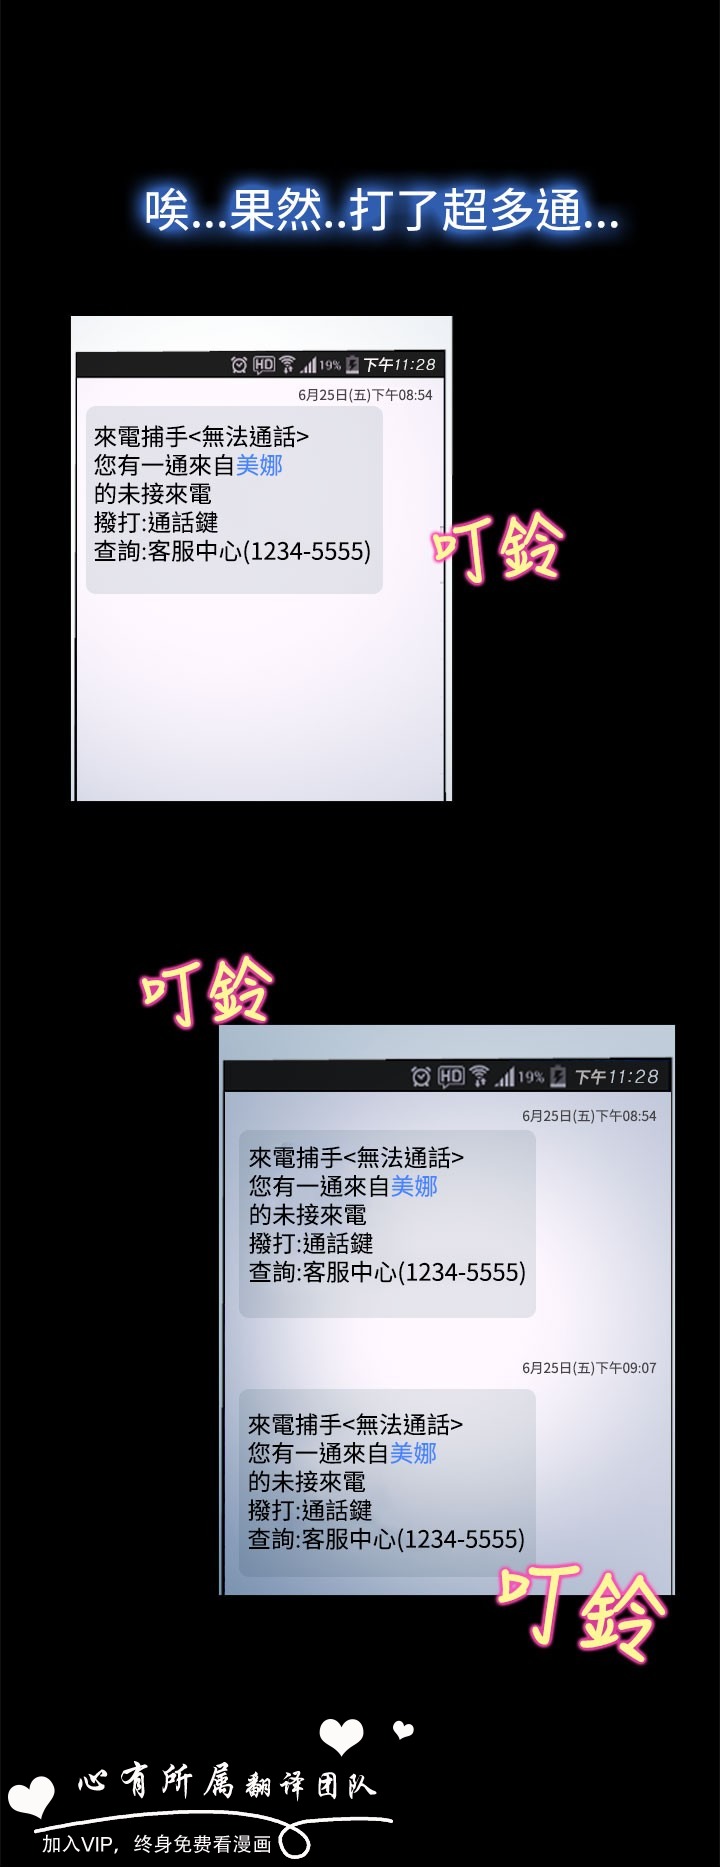 唉...果然..打了超多通...
HD 19% 下午11:28
6月25日(五)下午08:54
來電捕手<無法通話>
您有一通來自美娜
的未接來電
撥打:通話鍵
查詢:客服中心(1234-5555)
叮鈴
叮鈴
HD 19% 下午11:28
6月25日(五)下午08:54
來電捕手<無法通話>
您有一通來自美娜
的未接來電
撥打:通話鍵
查詢:客服中心(1234-5555)
6月25日(五)下午09:07
來電捕手<無法通話>
您有一通來自美娜
的未接來電
撥打:通話鍵
查詢:客服中心(1234-5555)
叮鈴
心有所属翻译团队
加入VIP，终身免费看漫画